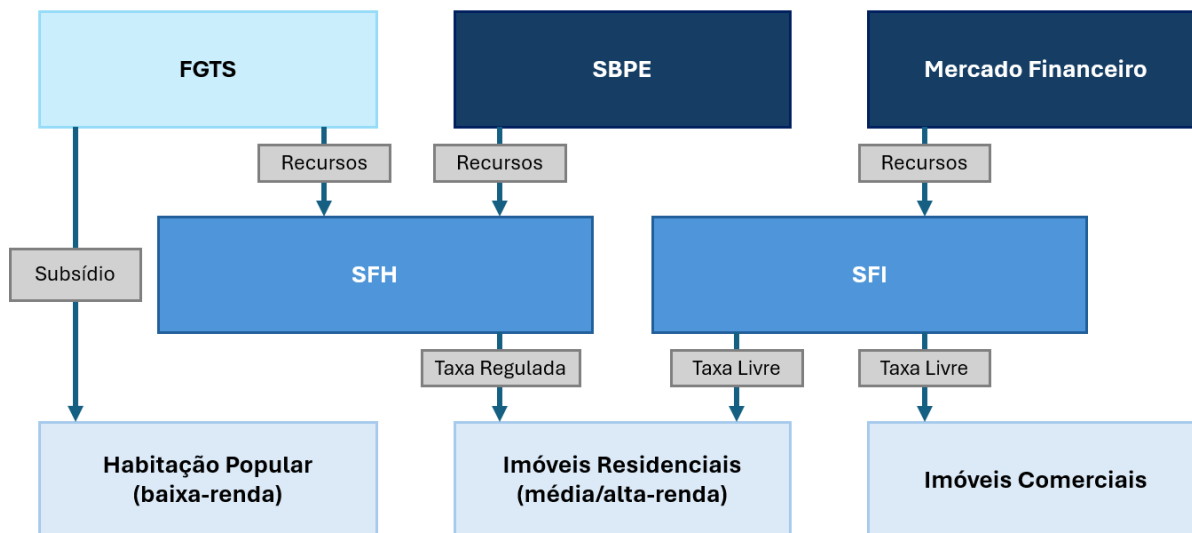 FGTS
SBPE
Mercado Financeiro
Recursos
Recursos
Recursos
Subsídio
SFH
SFI
Taxa Regulada
Taxa Livre
Taxa Livre
Habitação Popular
(baixa-renda)
Imóveis Residenciais
(média/alta-renda)
Imóveis Comerciais